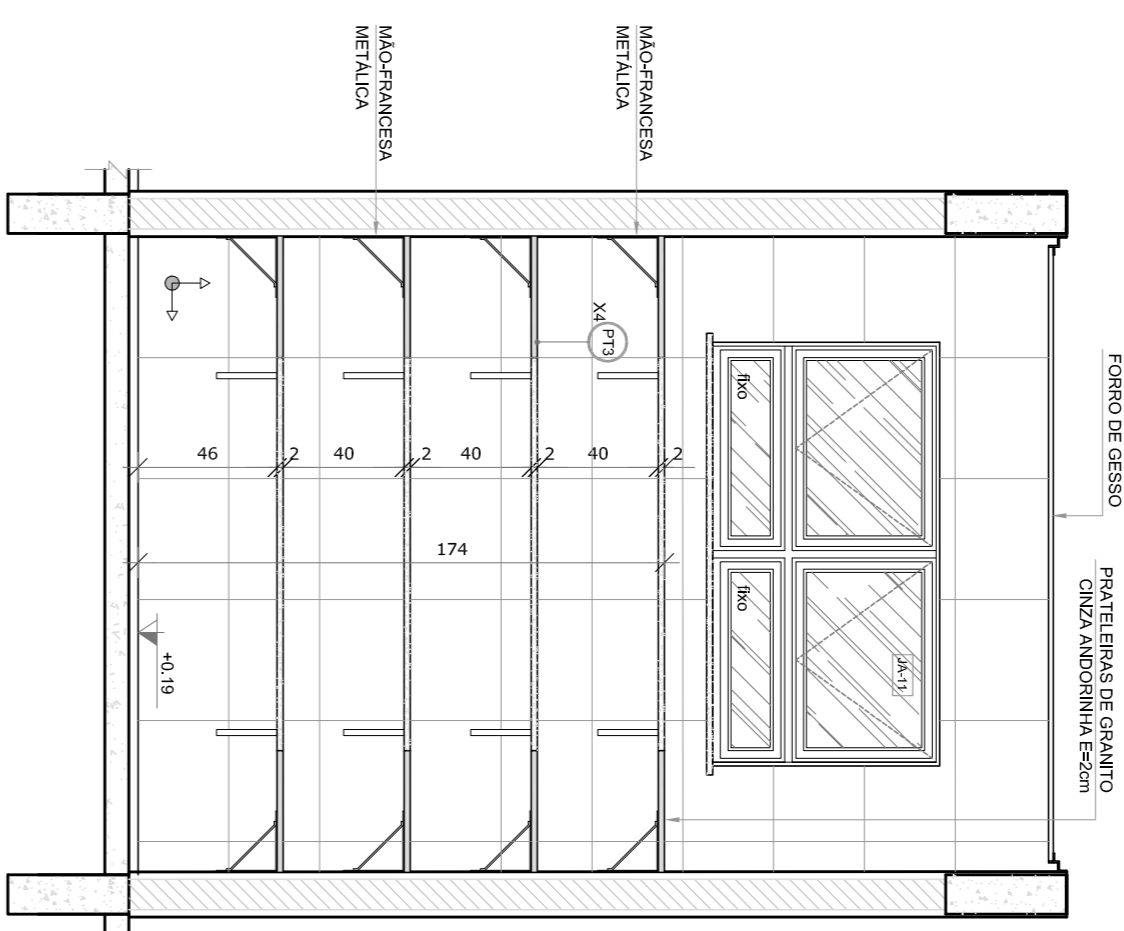 FORRO DE GESSO
PRATELEIRAS DE GRANITO
CINZA ANDORINHA E=2cm
MÃO-FRANCESA
METÁLICA
MÃO-FRANCESA
METÁLICA
JA-11
fixo
fixo
PT3
X4
2
40
2
40
2
40
2
46
174
+0.19